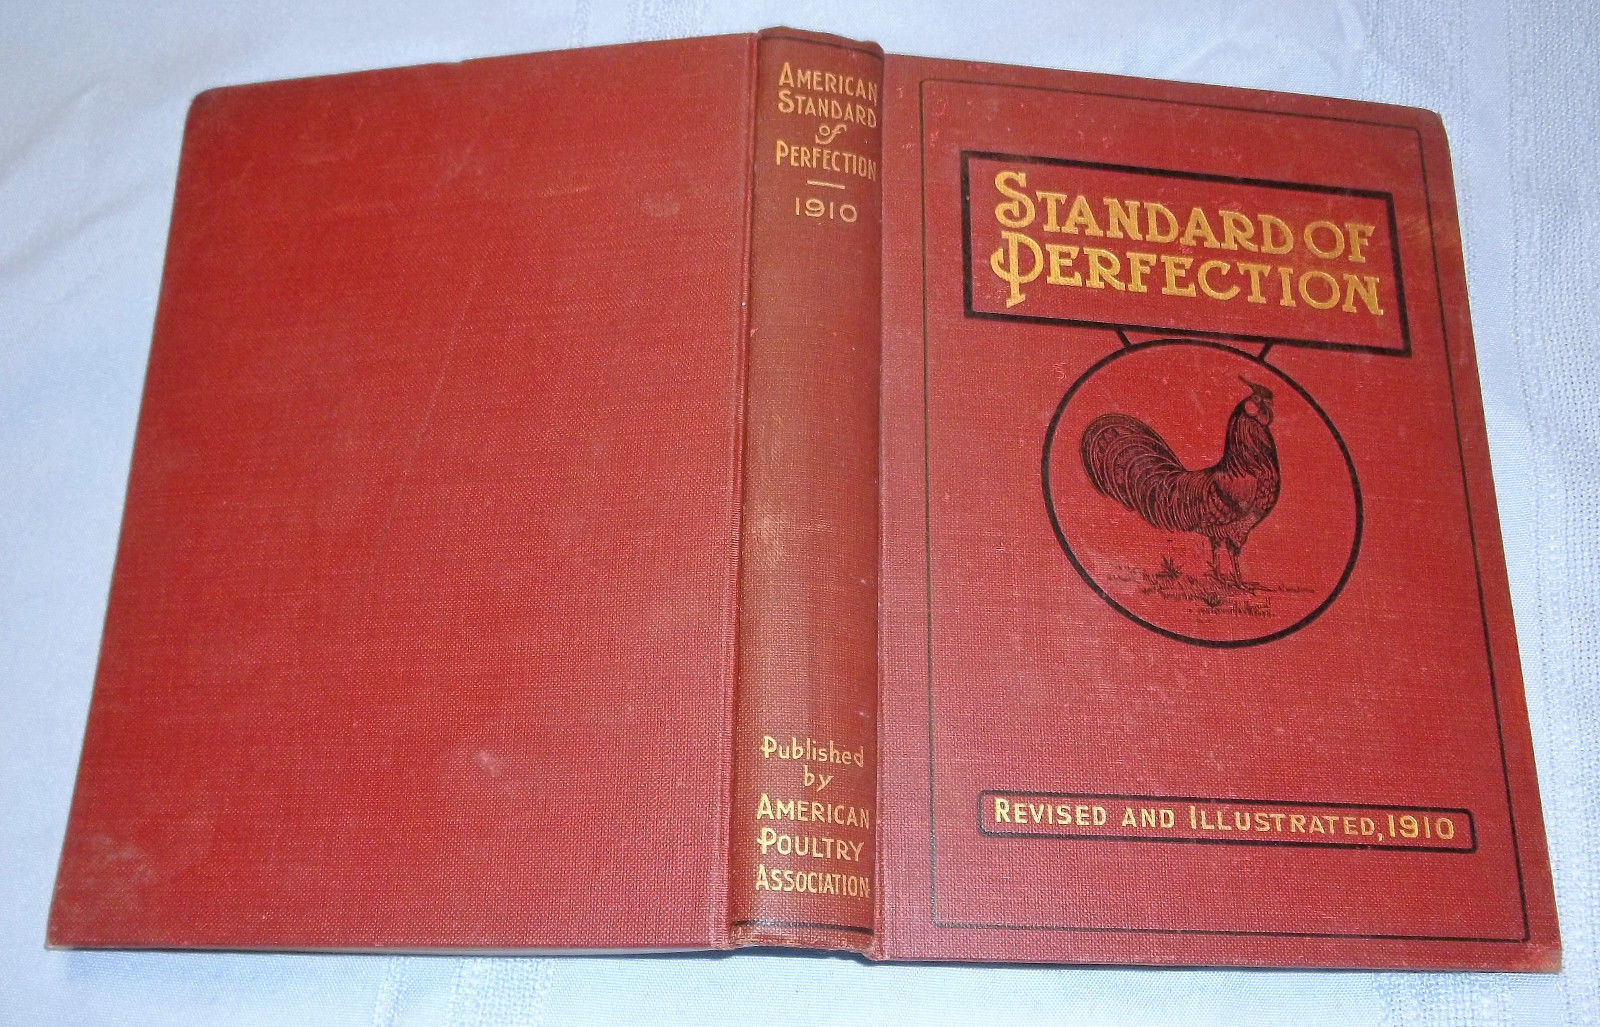 AMERICAN
STANDARD
of
PERFECTION
1910
Published
by
AMERICAN
POULTRY
ASSOCIATION
STANDARD OF
PERFECTION
REVISED AND ILLUSTRATED, 1910